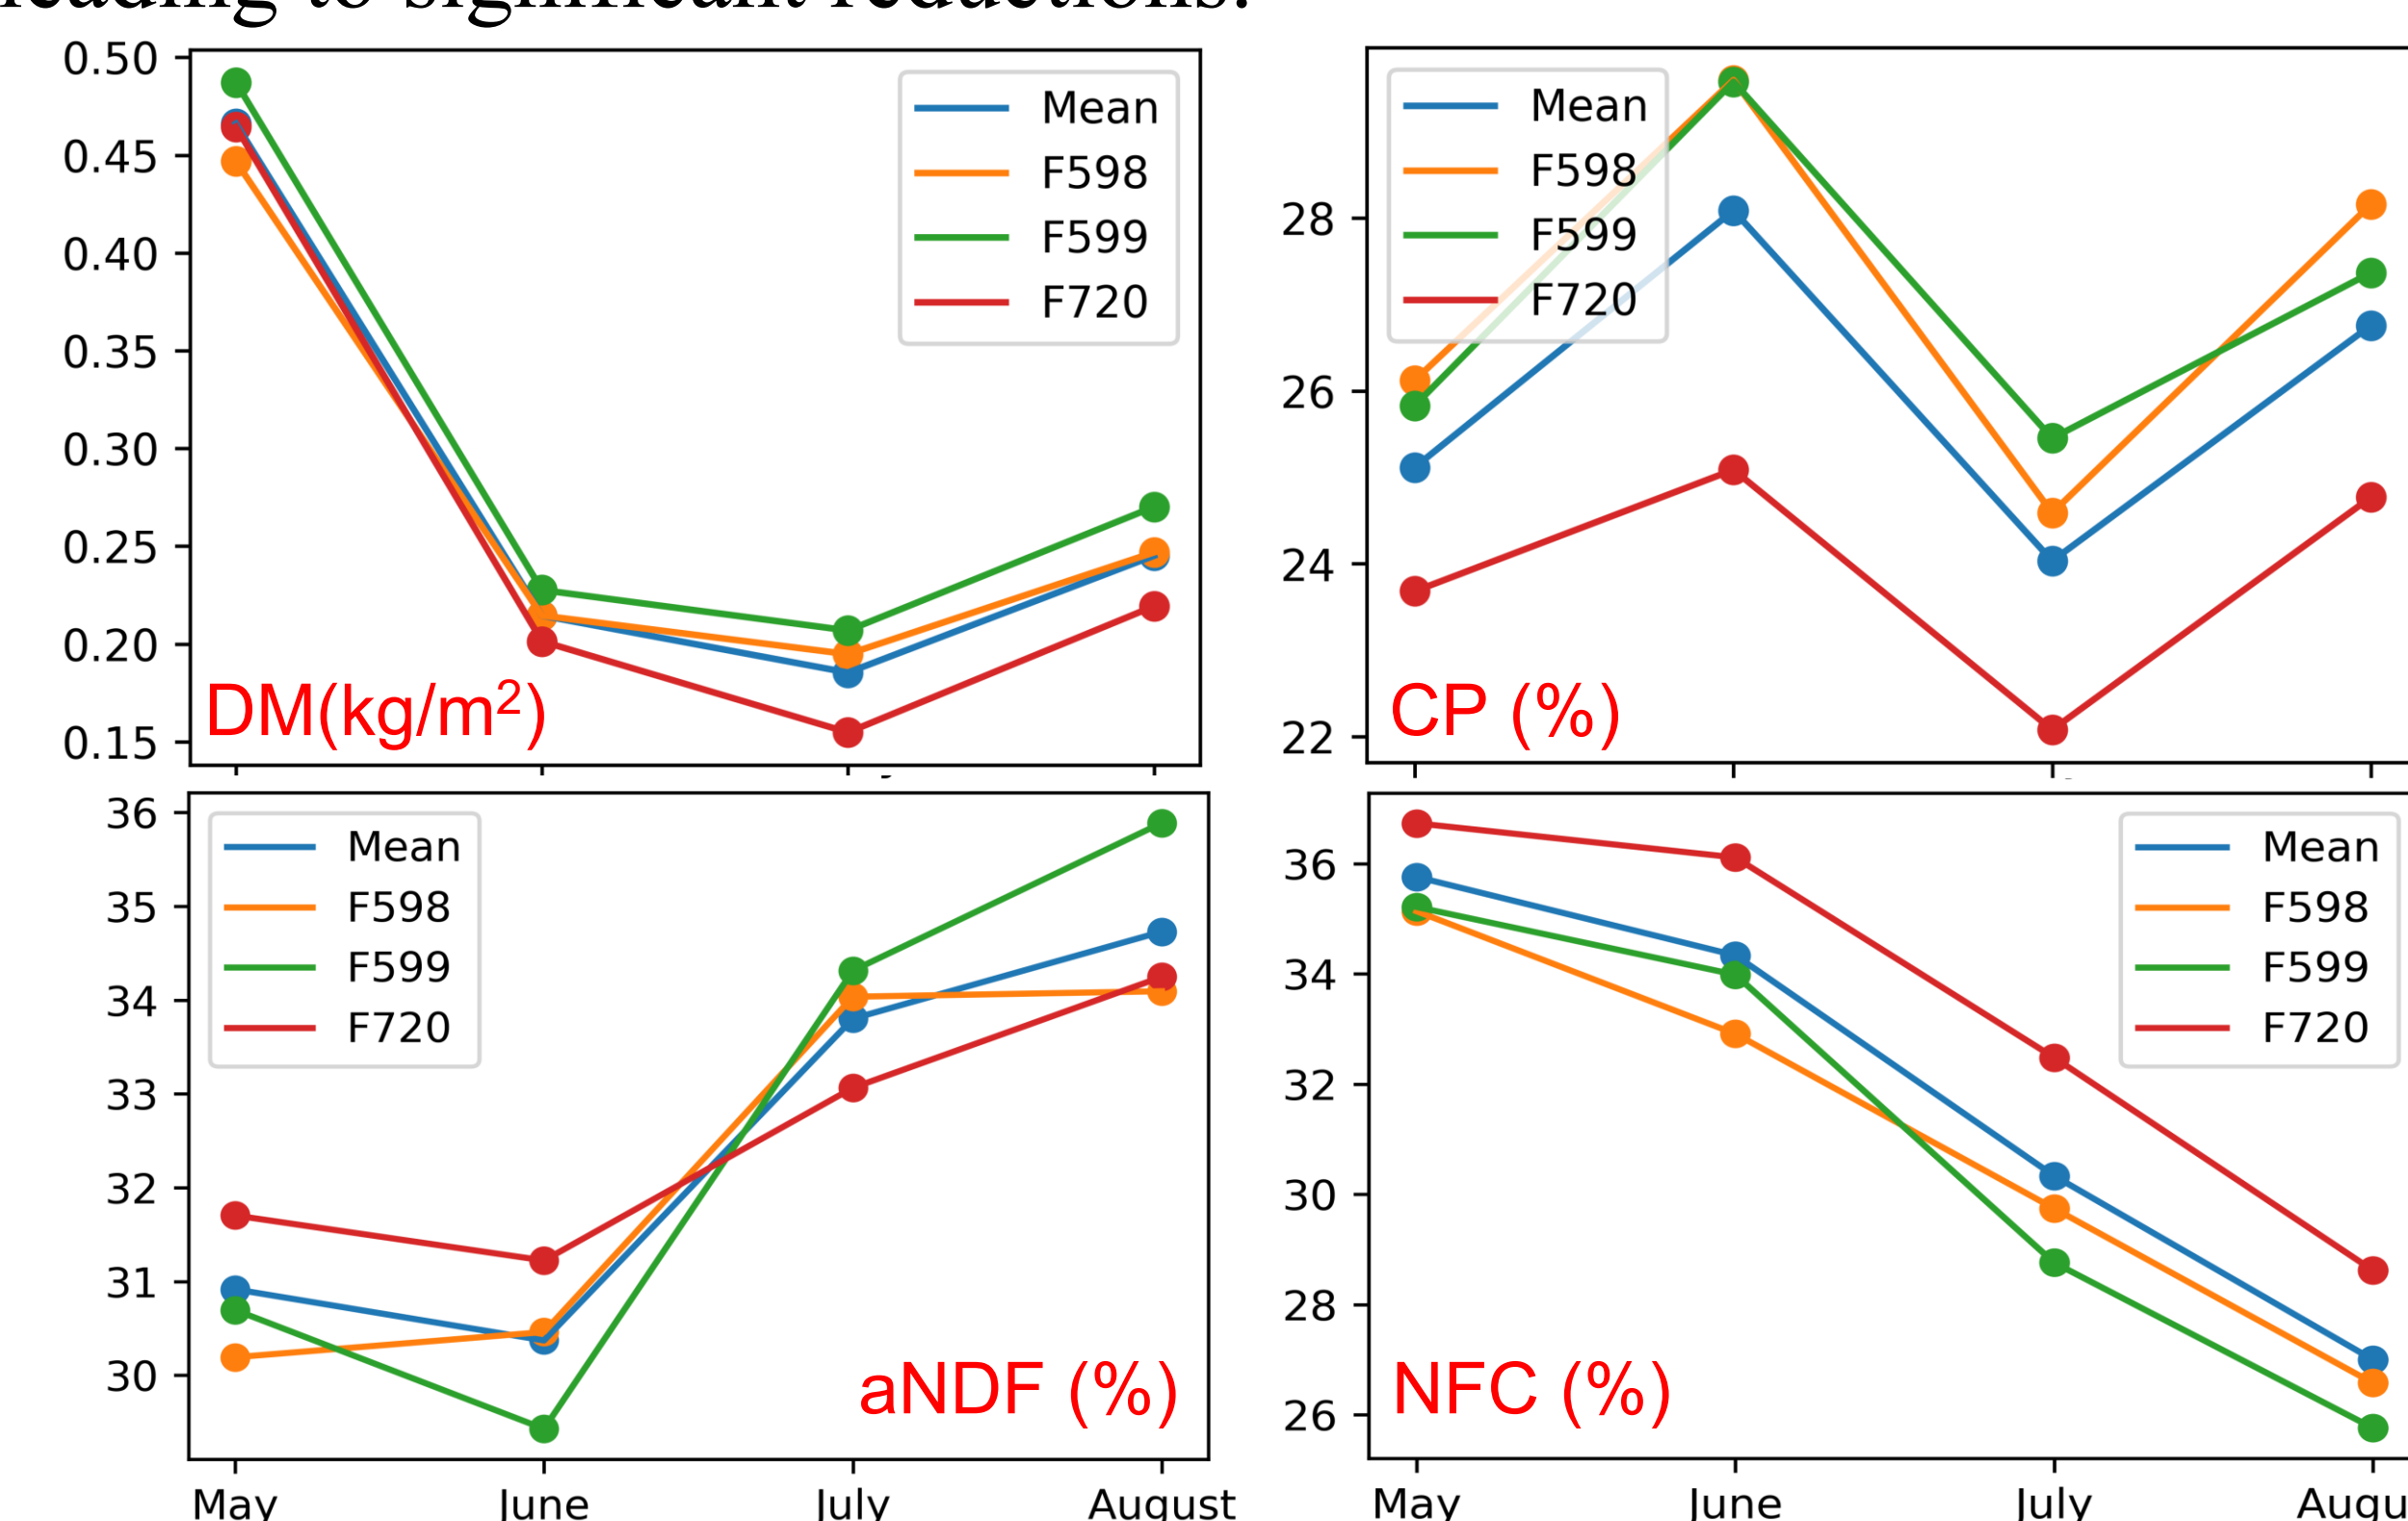 leading to significant reductions.
0.50
0.45
0.40
0.35
0.30
0.25
0.20
0.15
Mean
F598
F599
F720
DM(kg/m²)
28
26
24
22
Mean
F598
F599
F720
CP (%)
36
35
34
33
32
31
30
Mean
F598
F599
F720
aNDF (%)
May June July August
36
34
32
30
28
26
Mean
F598
F599
F720
NFC (%)
May June July Augu